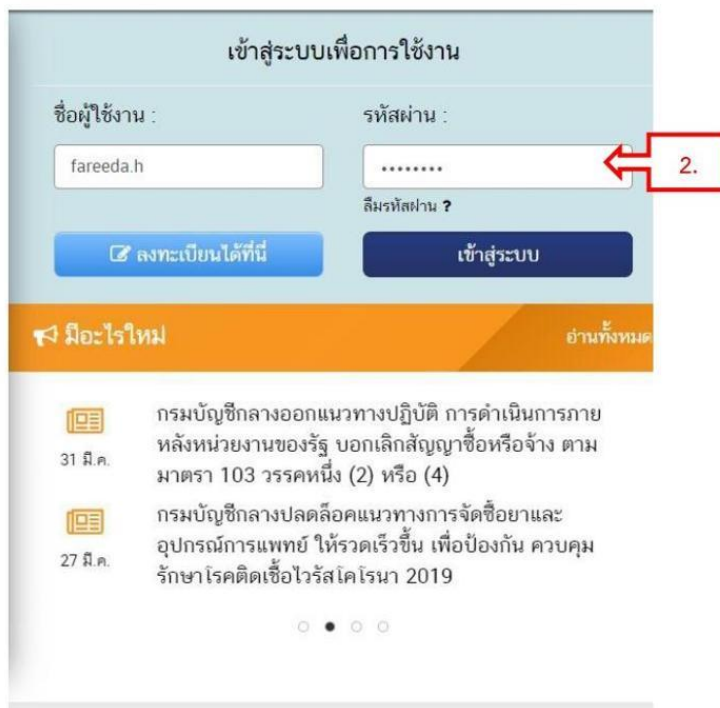 เข้าสู่ระบบเพื่อการใช้งาน
ชื่อผู้ใช้งาน :
รหัสผ่าน :
fareeda.h
••••••••
2.
ลืมรหัสผ่าน ?
ลงทะเบียนได้ที่นี่
เข้าสู่ระบบ
มีอะไรใหม่
อ่านทั้งหมด
กรมบัญชีกลางออกแนวทางปฏิบัติ การดำเนินการภาย
หลังหน่วยงานของรัฐ บอกเลิกสัญญาซื้อหรือจ้าง ตาม
31 มี.ค.
มาตรา 103 วรรคหนึ่ง (2) หรือ (4)
กรมบัญชีกลางปลดล็อคแนวทางการจัดซื้อยาและ
อุปกรณ์การแพทย์ ให้รวดเร็วขึ้น เพื่อป้องกัน ควบคุม
27 มี.ค.
รักษาโรคติดเชื้อไวรัสโคโรนา 2019